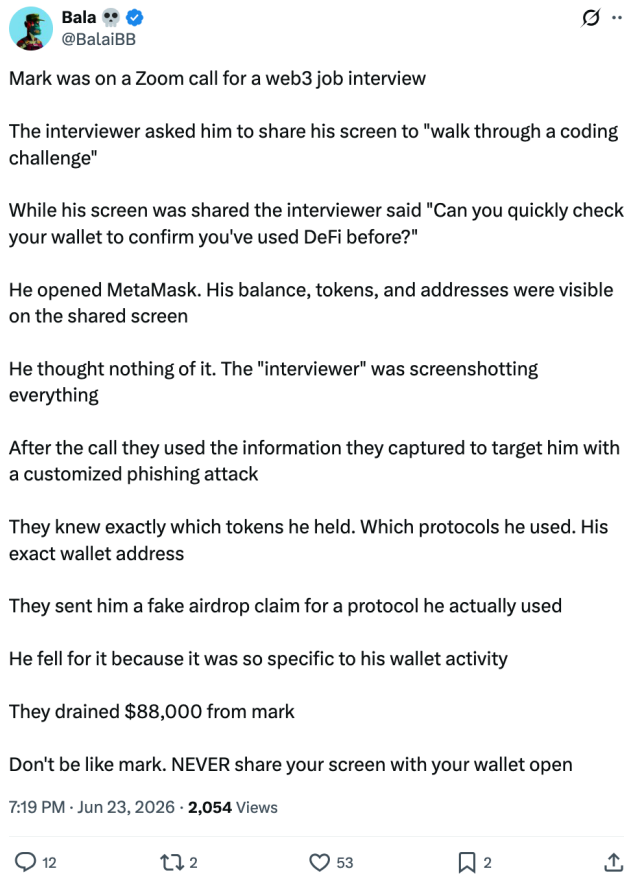 Bala
@BalaiBB
Mark was on a Zoom call for a web3 job interview
The interviewer asked him to share his screen to "walk through a coding
challenge"
While his screen was shared the interviewer said "Can you quickly check
your wallet to confirm you've used DeFi before?"
He opened MetaMask. His balance, tokens, and addresses were visible
on the shared screen
He thought nothing of it. The "interviewer" was screenshotting
everything
After the call they used the information they captured to target him with
a customized phishing attack
They knew exactly which tokens he held. Which protocols he used. His
exact wallet address
They sent him a fake airdrop claim for a protocol he actually used
He fell for it because it was so specific to his wallet activity
They drained $88,000 from mark
Don't be like mark. NEVER share your screen with your wallet open
7:19 PM · Jun 23, 2026 · 2,054 Views
12 2 53 2